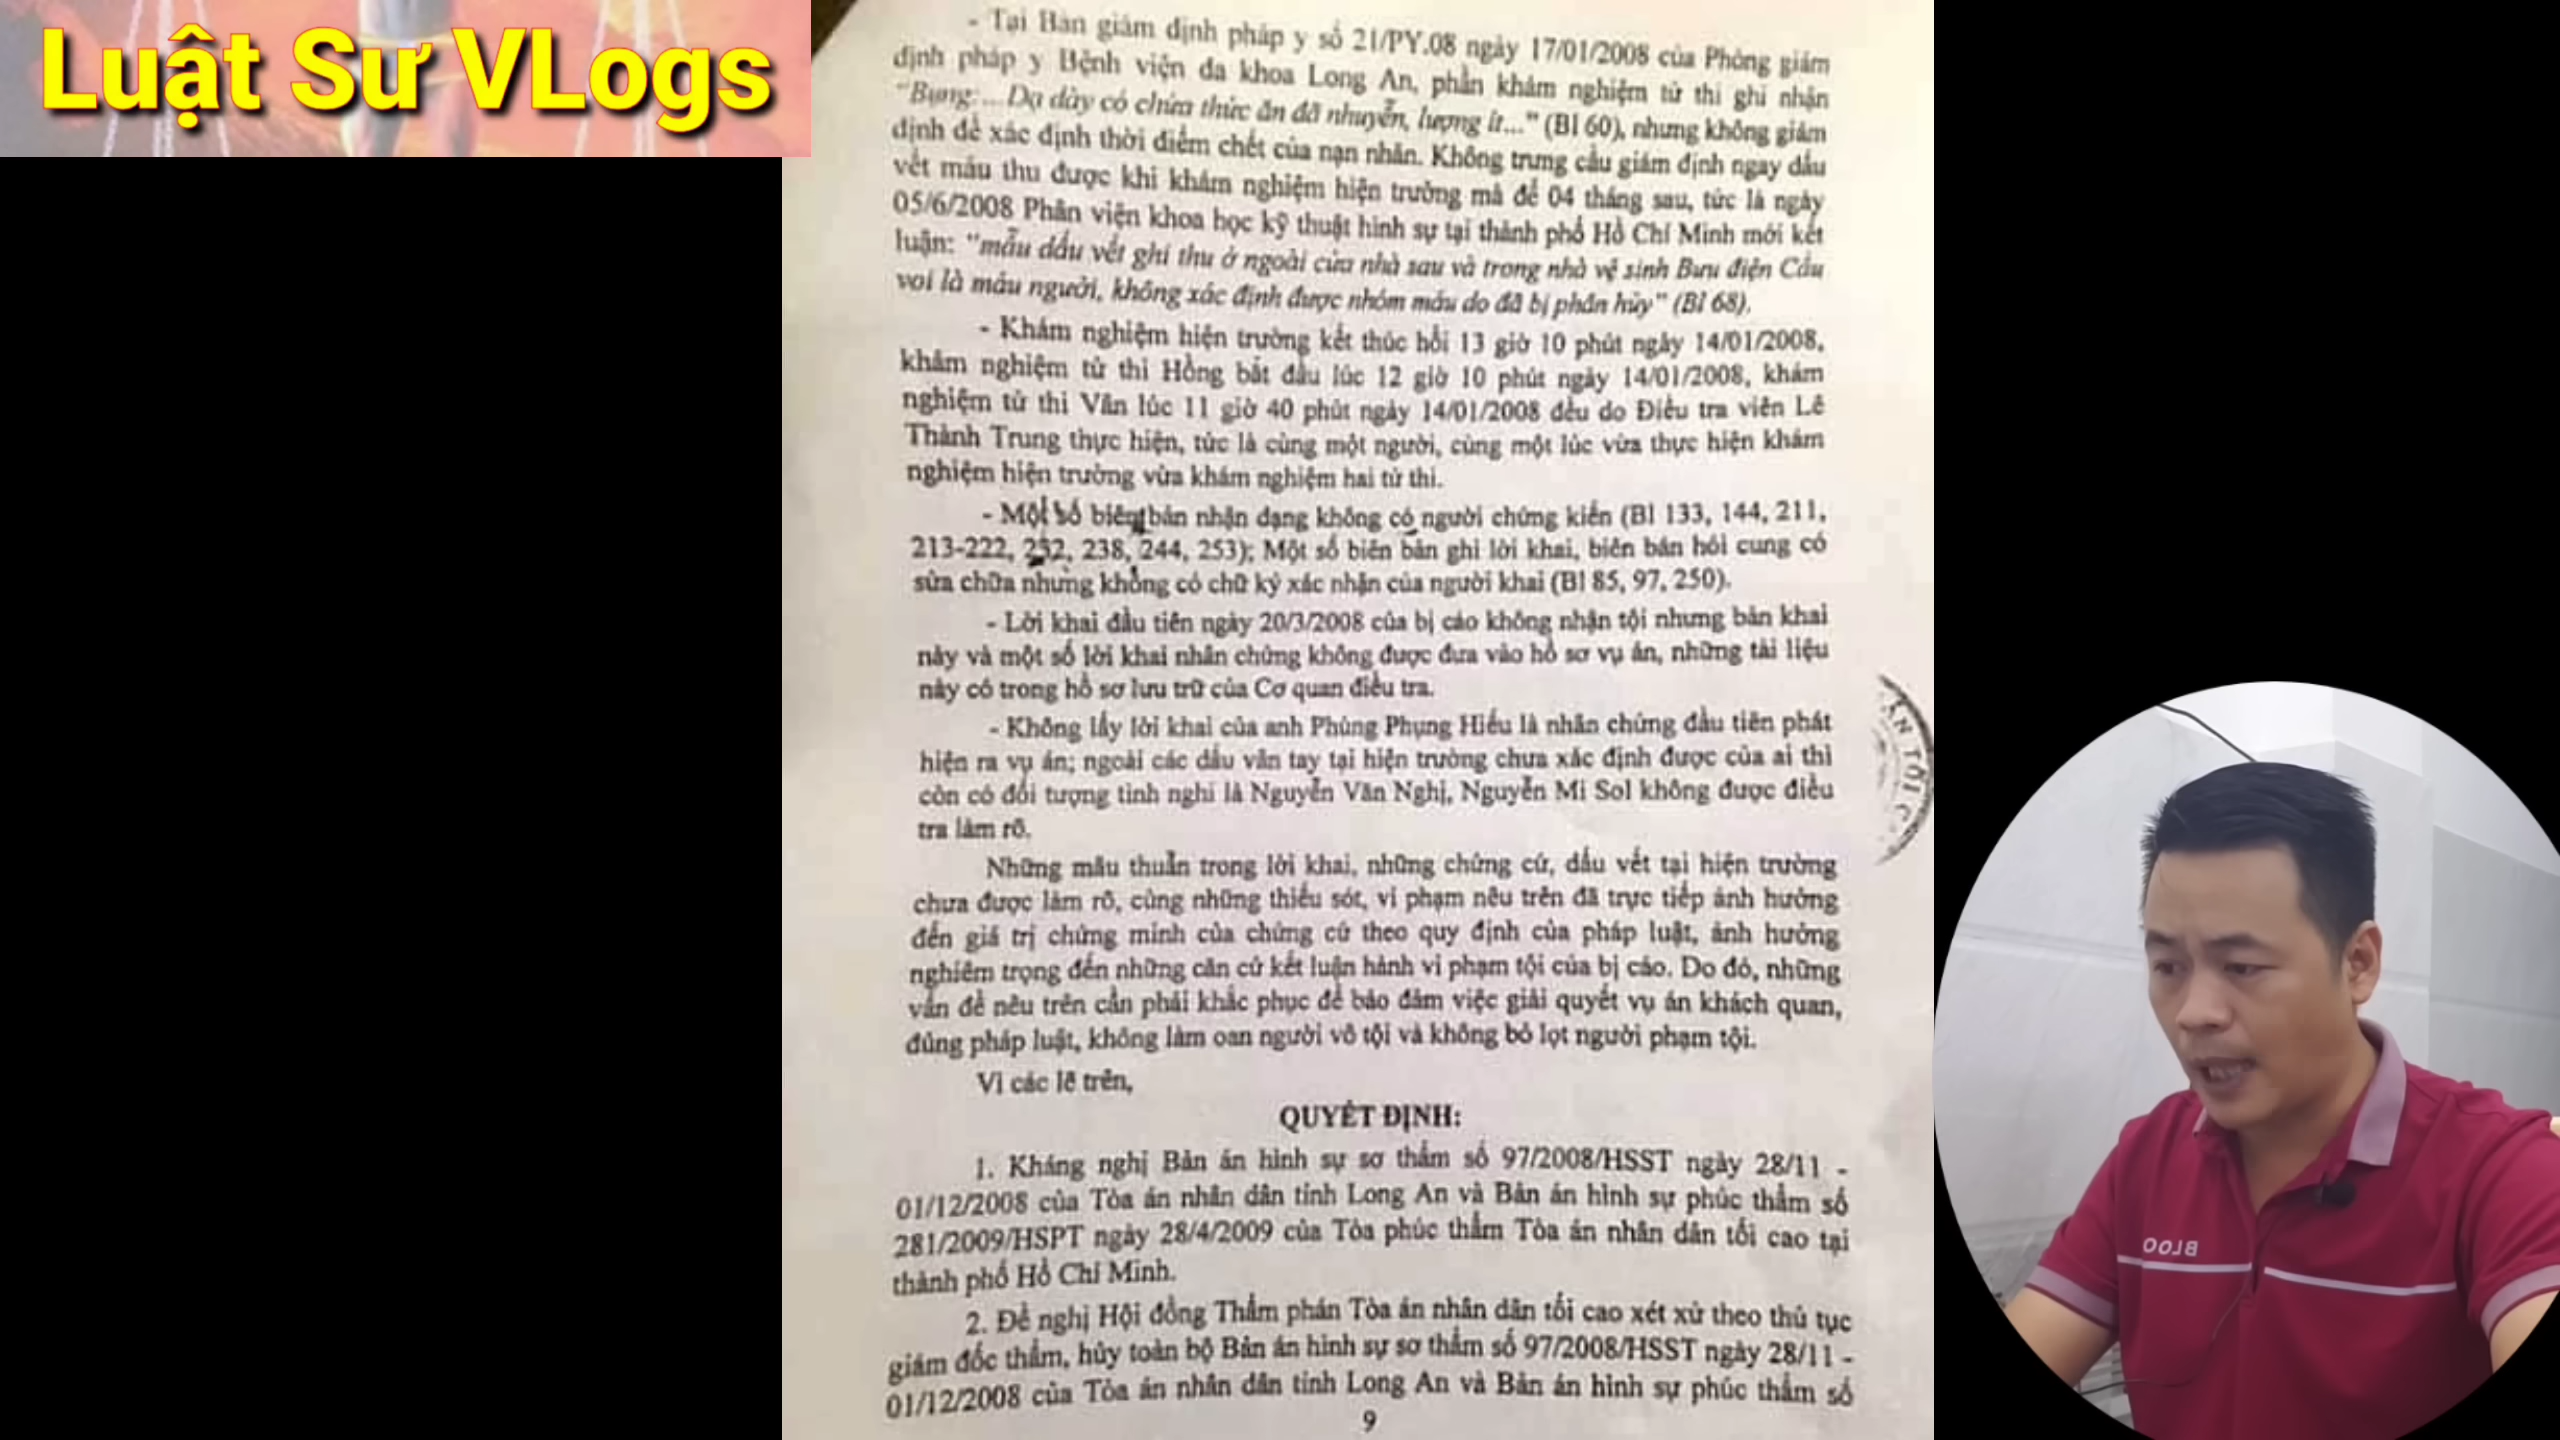 Luật Sư VLogs
- Tại Bản giám định pháp y số 21/PY.08 ngày 17/01/2008 của Phòng giám
định pháp y Bệnh viện đa khoa Long An, phần khám nghiệm tử thi ghi nhận
"Bụng:... Dạ dày có chứa thức ăn đã nhuyễn, lượng ít..." (Bl 60), nhưng không giám
định để xác định thời điểm chết của nạn nhân. Không trưng cầu giám định ngay dấu
vết máu thu được khi khám nghiệm hiện trường mà để 04 tháng sau, tức là ngày
05/6/2008 Phân viện khoa học kỹ thuật hình sự tại thành phố Hồ Chí Minh mới kết
luận: "mẫu dấu vết ghi thu ở ngoài cửa nhà sau và trong nhà vệ sinh Bưu điện Cầu
voi là máu người, không xác định được nhóm máu do đã bị phân hủy" (Bl 68).
- Khám nghiệm hiện trường kết thúc hồi 13 giờ 10 phút ngày 14/01/2008,
khám nghiệm tử thi Hồng bắt đầu lúc 12 giờ 10 phút ngày 14/01/2008, khám
nghiệm tử thi Vân lúc 11 giờ 40 phút ngày 14/01/2008 đều do Điều tra viên Lê
Thành Trung thực hiện, tức là cùng một người, cùng một lúc vừa thực hiện khám
nghiệm hiện trường vừa khám nghiệm hai tử thi.
- Một số biên bản nhận dạng không có người chứng kiến (Bl 133, 144, 211,
213-222, 232, 238, 244, 253); Một số biên bản ghi lời khai, biên bản hỏi cung có
sửa chữa nhưng không có chữ ký xác nhận của người khai (Bl 85, 97, 250).
- Lời khai đầu tiên ngày 20/3/2008 của bị cáo không nhận tội nhưng bản khai
này và một số lời khai nhân chứng không được đưa vào hồ sơ vụ án, những tài liệu
này có trong hồ sơ lưu trữ của Cơ quan điều tra.
- Không lấy lời khai của anh Phùng Phụng Hiếu là nhân chứng đầu tiên phát
hiện ra vụ án; ngoài các dấu vân tay tại hiện trường chưa xác định được của ai thì
còn có đối tượng tình nghi là Nguyễn Văn Nghị, Nguyễn Mi Sol không được điều
tra làm rõ.
Những mâu thuẫn trong lời khai, những chứng cứ, dấu vết tại hiện trường
chưa được làm rõ, cùng những thiếu sót, vi phạm nêu trên đã trực tiếp ảnh hưởng
đến giá trị chứng minh của chứng cứ theo quy định của pháp luật, ảnh hưởng
nghiêm trọng đến những căn cứ kết luận hành vi phạm tội của bị cáo. Do đó, những
vấn đề nêu trên cần phải khắc phục để bảo đảm việc giải quyết vụ án khách quan,
đúng pháp luật, không làm oan người vô tội và không bỏ lọt người phạm tội.
Vì các lẽ trên,
QUYẾT ĐỊNH:
1. Kháng nghị Bản án hình sự sơ thẩm số 97/2008/HSST ngày 28/11 -
01/12/2008 của Tòa án nhân dân tỉnh Long An và Bản án hình sự phúc thẩm số
281/2009/HSPT ngày 28/4/2009 của Tòa phúc thẩm Tòa án nhân dân tối cao tại
thành phố Hồ Chí Minh.
2. Đề nghị Hội đồng Thẩm phán Tòa án nhân dân tối cao xét xử theo thủ tục
giám đốc thẩm, hủy toàn bộ Bản án hình sự sơ thẩm số 97/2008/HSST ngày 28/11 -
01/12/2008 của Tòa án nhân dân tỉnh Long An và Bản án hình sự phúc thẩm số
9
BLOO